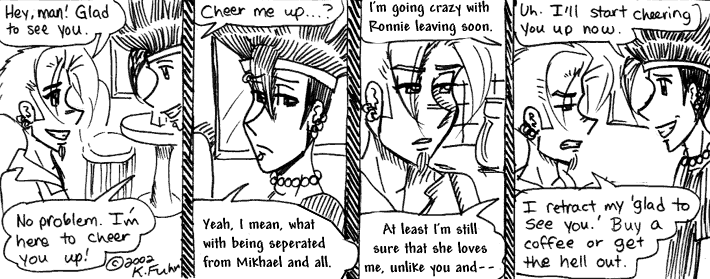 Hey, man! Glad
to see you.
No problem. I'm
here to cheer
you up!
©2002
K. Fuhr
Cheer me up...?
Yeah, I mean, what
with being seperated
from Mikhael and all.
I'm going crazy with
Ronnie leaving soon.
At least I'm still
sure that she loves
me, unlike you and--
Uh. I'll start cheering
you up now.
I retract my 'glad to
see you.' Buy a
coffee or get
the hell out.